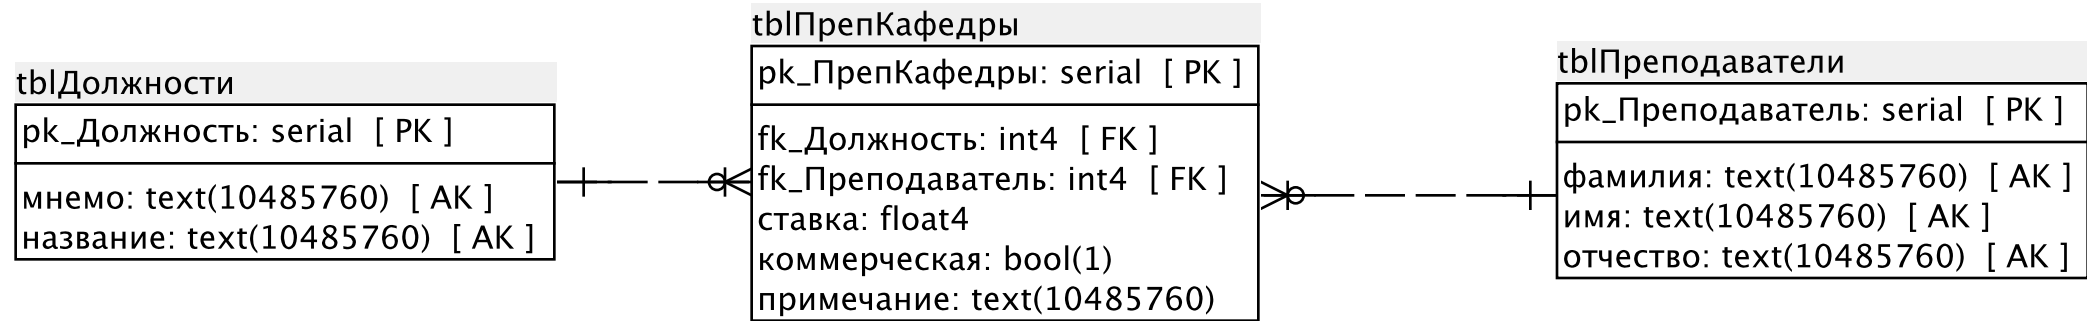 tblДолжности
pk_Должность: serial [ PK ]
мнемо: text(10485760) [ AK ]
название: text(10485760) [ AK ]
tblПрепКафедры
pk_ПрепКафедры: serial [ PK ]
fk_Должность: int4 [ FK ]
fk_Преподаватель: int4 [ FK ]
ставка: float4
коммерческая: bool(1)
примечание: text(10485760)
tblПреподаватели
pk_Преподаватель: serial [ PK ]
фамилия: text(10485760) [ AK ]
имя: text(10485760) [ AK ]
отчество: text(10485760) [ AK ]